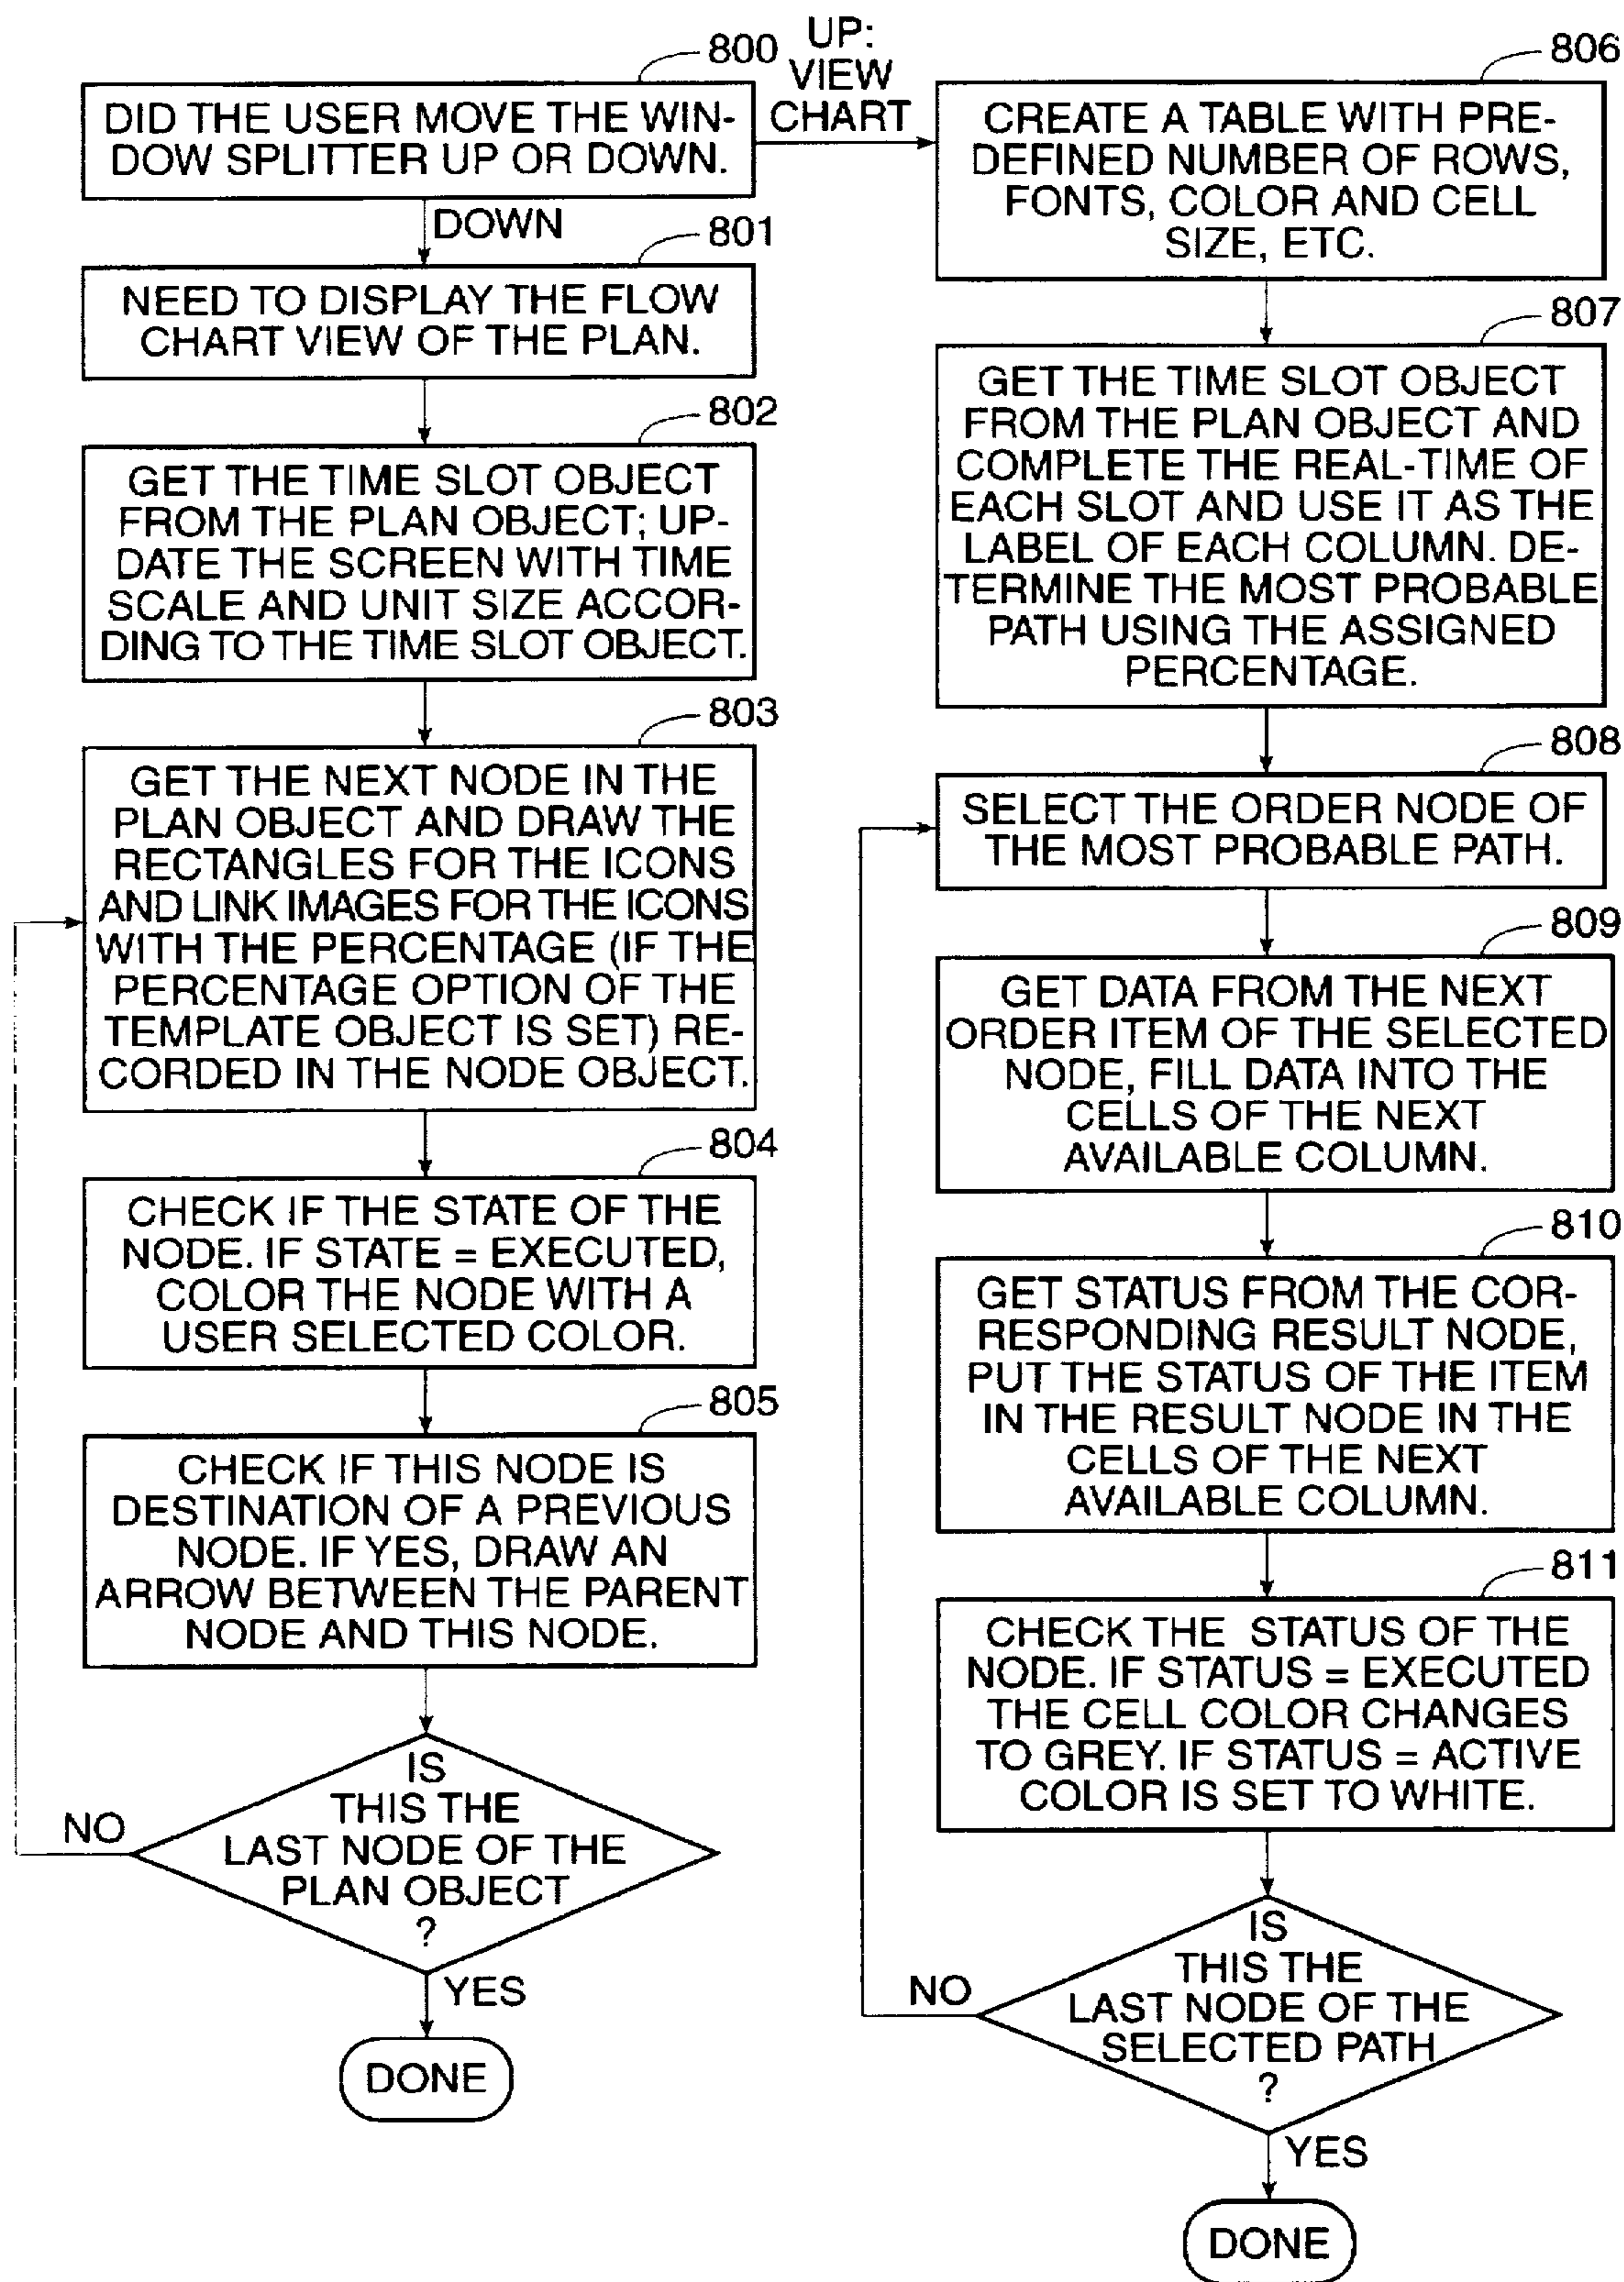 800
DID THE USER MOVE THE WIN-
DOW SPLITTER UP OR DOWN.
UP:
VIEW
CHART
DOWN
801
NEED TO DISPLAY THE FLOW
CHART VIEW OF THE PLAN.
802
GET THE TIME SLOT OBJECT
FROM THE PLAN OBJECT; UP-
DATE THE SCREEN WITH TIME
SCALE AND UNIT SIZE ACCOR-
DING TO THE TIME SLOT OBJECT.
803
GET THE NEXT NODE IN THE
PLAN OBJECT AND DRAW THE
RECTANGLES FOR THE ICONS
AND LINK IMAGES FOR THE ICONS
WITH THE PERCENTAGE (IF THE
PERCENTAGE OPTION OF THE
TEMPLATE OBJECT IS SET) RE-
CORDED IN THE NODE OBJECT.
804
CHECK IF THE STATE OF THE
NODE. IF STATE = EXECUTED,
COLOR THE NODE WITH A
USER SELECTED COLOR.
805
CHECK IF THIS NODE IS
DESTINATION OF A PREVIOUS
NODE. IF YES, DRAW AN
ARROW BETWEEN THE PARENT
NODE AND THIS NODE.
IS
THIS THE
LAST NODE OF THE
PLAN OBJECT
?
NO
YES
DONE
806
CREATE A TABLE WITH PRE-
DEFINED NUMBER OF ROWS,
FONTS, COLOR AND CELL
SIZE, ETC.
807
GET THE TIME SLOT OBJECT
FROM THE PLAN OBJECT AND
COMPLETE THE REAL-TIME OF
EACH SLOT AND USE IT AS THE
LABEL OF EACH COLUMN. DE-
TERMINE THE MOST PROBABLE
PATH USING THE ASSIGNED
PERCENTAGE.
808
SELECT THE ORDER NODE OF
THE MOST PROBABLE PATH.
809
GET DATA FROM THE NEXT
ORDER ITEM OF THE SELECTED
NODE, FILL DATA INTO THE
CELLS OF THE NEXT
AVAILABLE COLUMN.
810
GET STATUS FROM THE COR-
RESPONDING RESULT NODE,
PUT THE STATUS OF THE ITEM
IN THE RESULT NODE IN THE
CELLS OF THE NEXT
AVAILABLE COLUMN.
811
CHECK THE STATUS OF THE
NODE. IF STATUS = EXECUTED
THE CELL COLOR CHANGES
TO GREY. IF STATUS = ACTIVE
COLOR IS SET TO WHITE.
IS
THIS THE
LAST NODE OF THE
SELECTED PATH
?
NO
YES
DONE